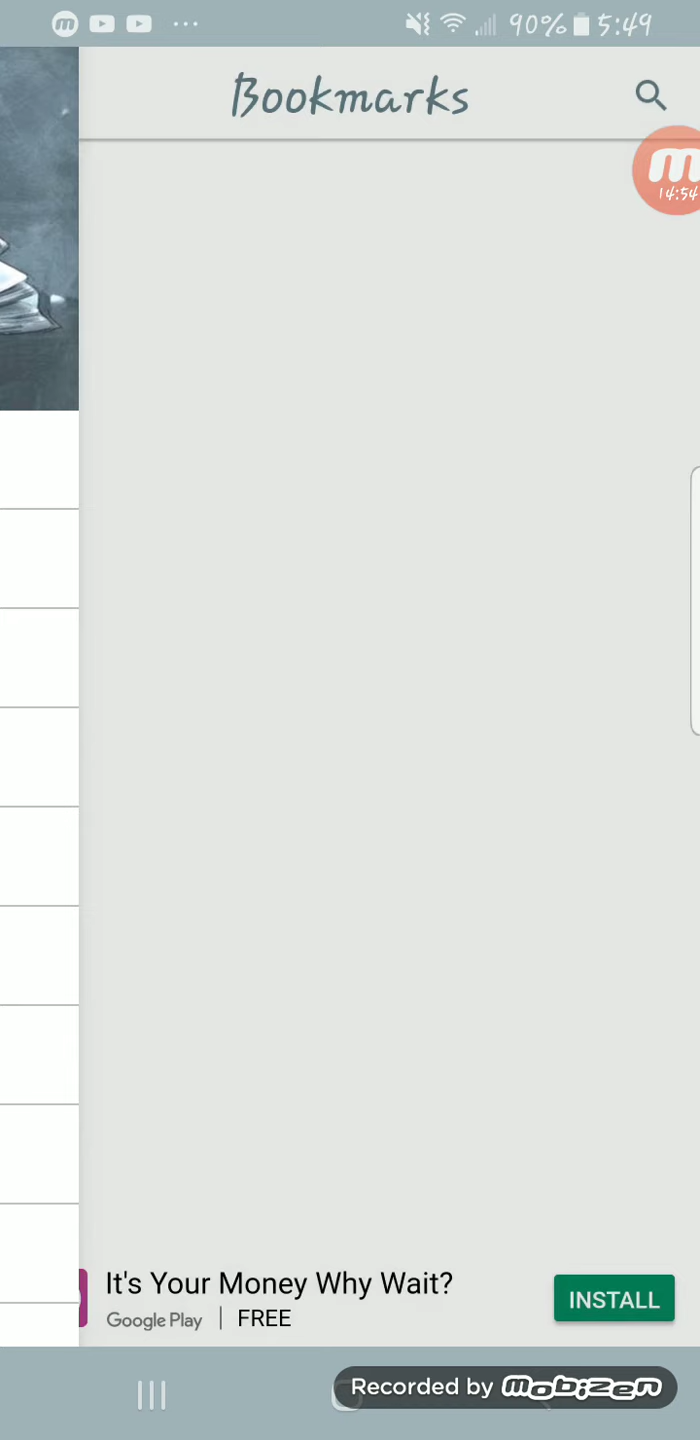 90% 5:49
Bookmarks
14:54
It's Your Money Why Wait?
Google Play | FREE
INSTALL
Recorded by mobizen